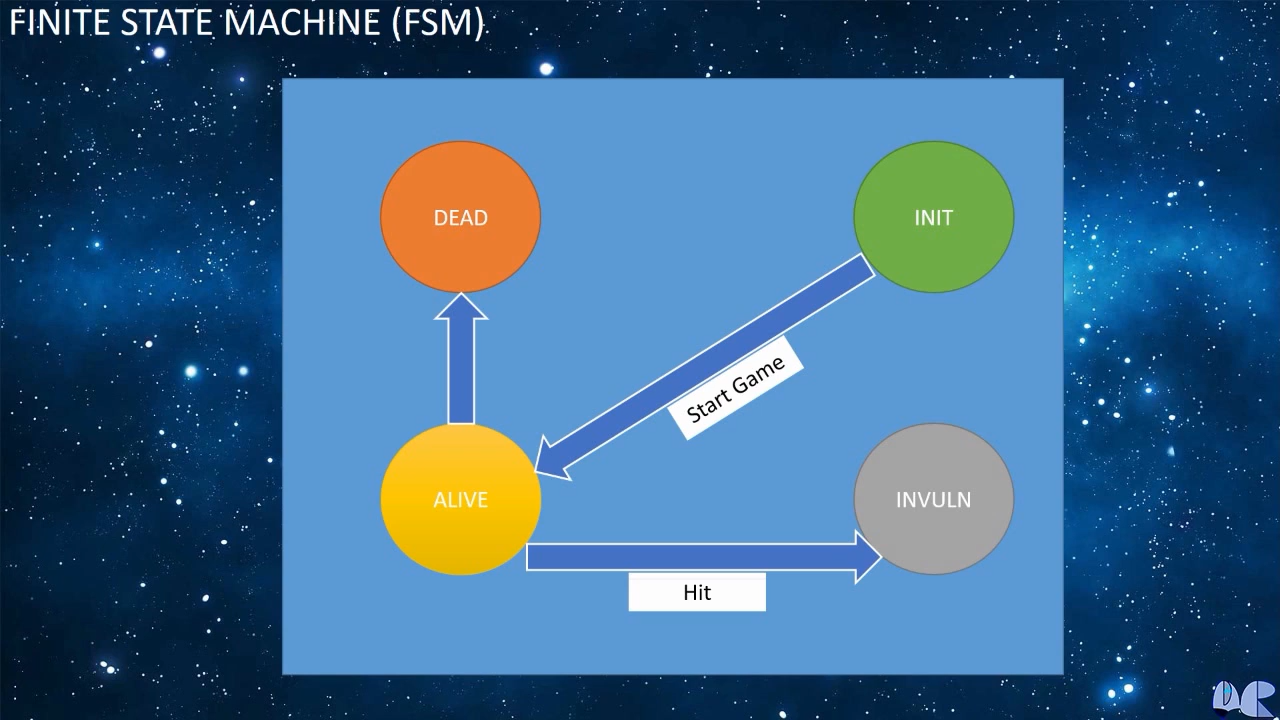 FINITE STATE MACHINE (FSM)
DEAD
INIT
Start Game
ALIVE
INVULN
Hit